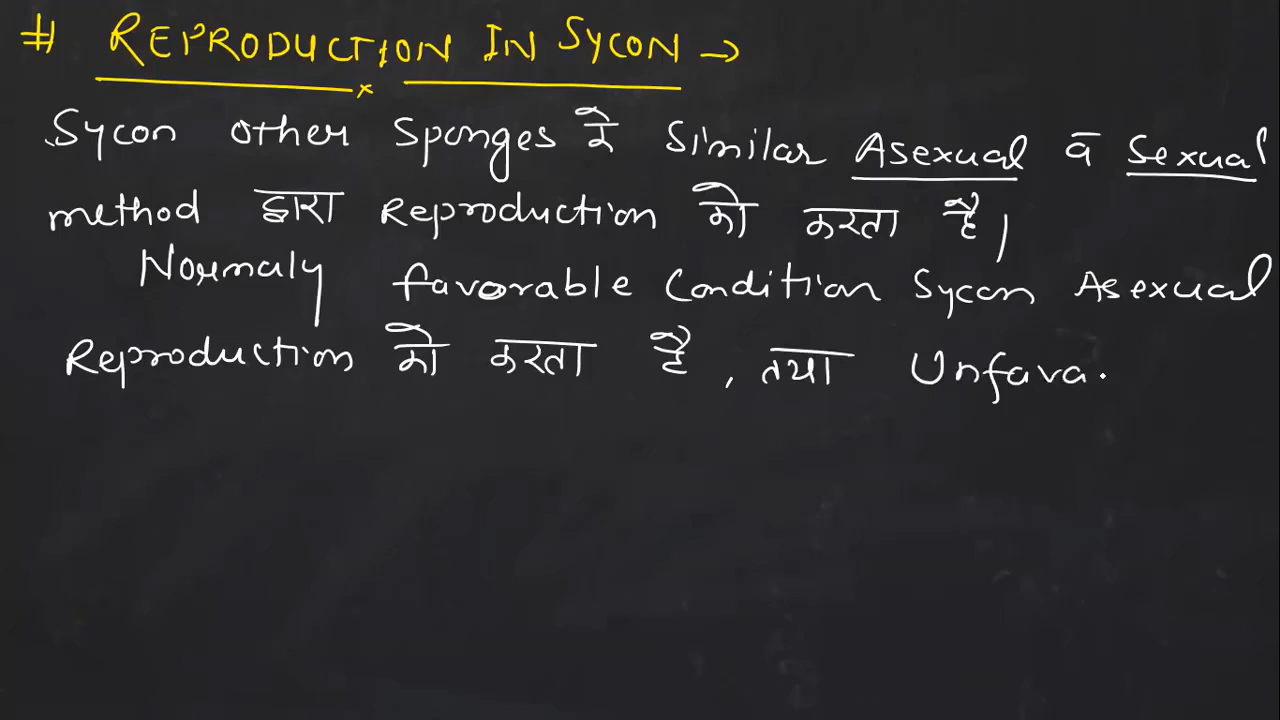 # REPRODUCTION IN SYCON →
Sycon other Sponges के Similar Asexual व Sexual
method द्वारा Reproduction को करता है।
Normaly favorable Condition Sycon Asexual
Reproduction को करता है, तथा Unfava.